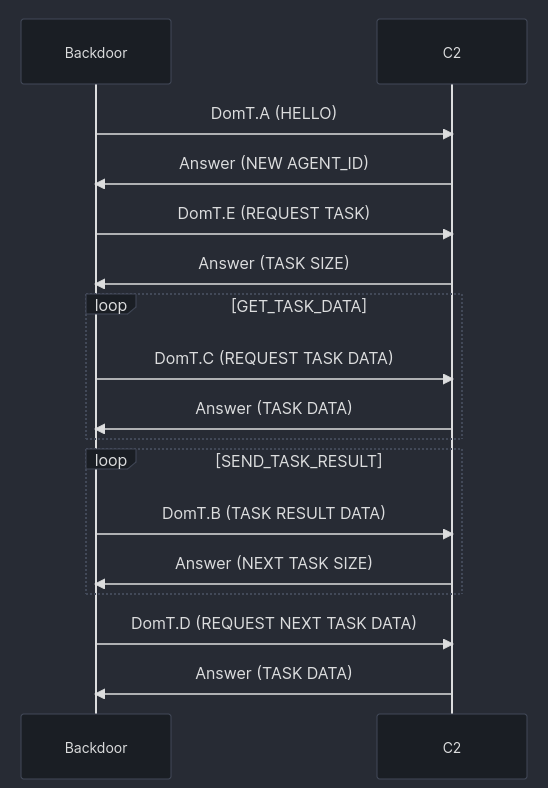 Backdoor
C2
DomT.A (HELLO)
Answer (NEW AGENT_ID)
DomT.E (REQUEST TASK)
Answer (TASK SIZE)
loop
[GET_TASK_DATA]
DomT.C (REQUEST TASK DATA)
Answer (TASK DATA)
loop
[SEND_TASK_RESULT]
DomT.B (TASK RESULT DATA)
Answer (NEXT TASK SIZE)
DomT.D (REQUEST NEXT TASK DATA)
Answer (TASK DATA)
Backdoor
C2